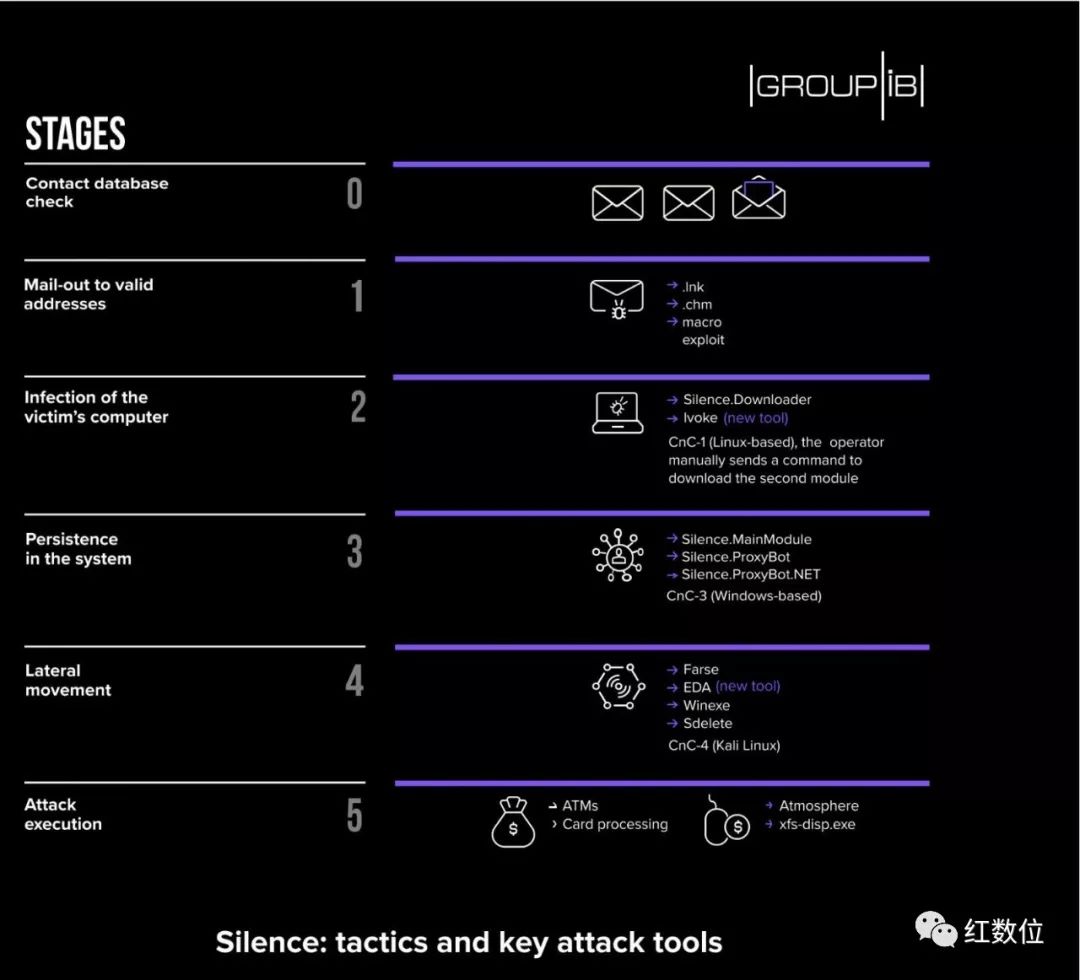 |GROUP|iB|
STAGES
Contact database
check
0
Mail-out to valid
addresses
1
.lnk
.chm
macro
exploit
Infection of the
victim's computer
2
Silence.Downloader
Ivoke (new tool)
CnC-1 (Linux-based), the operator
manually sends a command to
download the second module
Persistence
in the system
3
Silence.MainModule
Silence.ProxyBot
Silence.ProxyBot.NET
CnC-3 (Windows-based)
Lateral
movement
4
Farse
EDA (new tool)
Winexe
Sdelete
CnC-4 (Kali Linux)
Attack
execution
5
$
ATMs
Card processing
$
Atmosphere
xfs-disp.exe
Silence: tactics and key attack tools
红数位